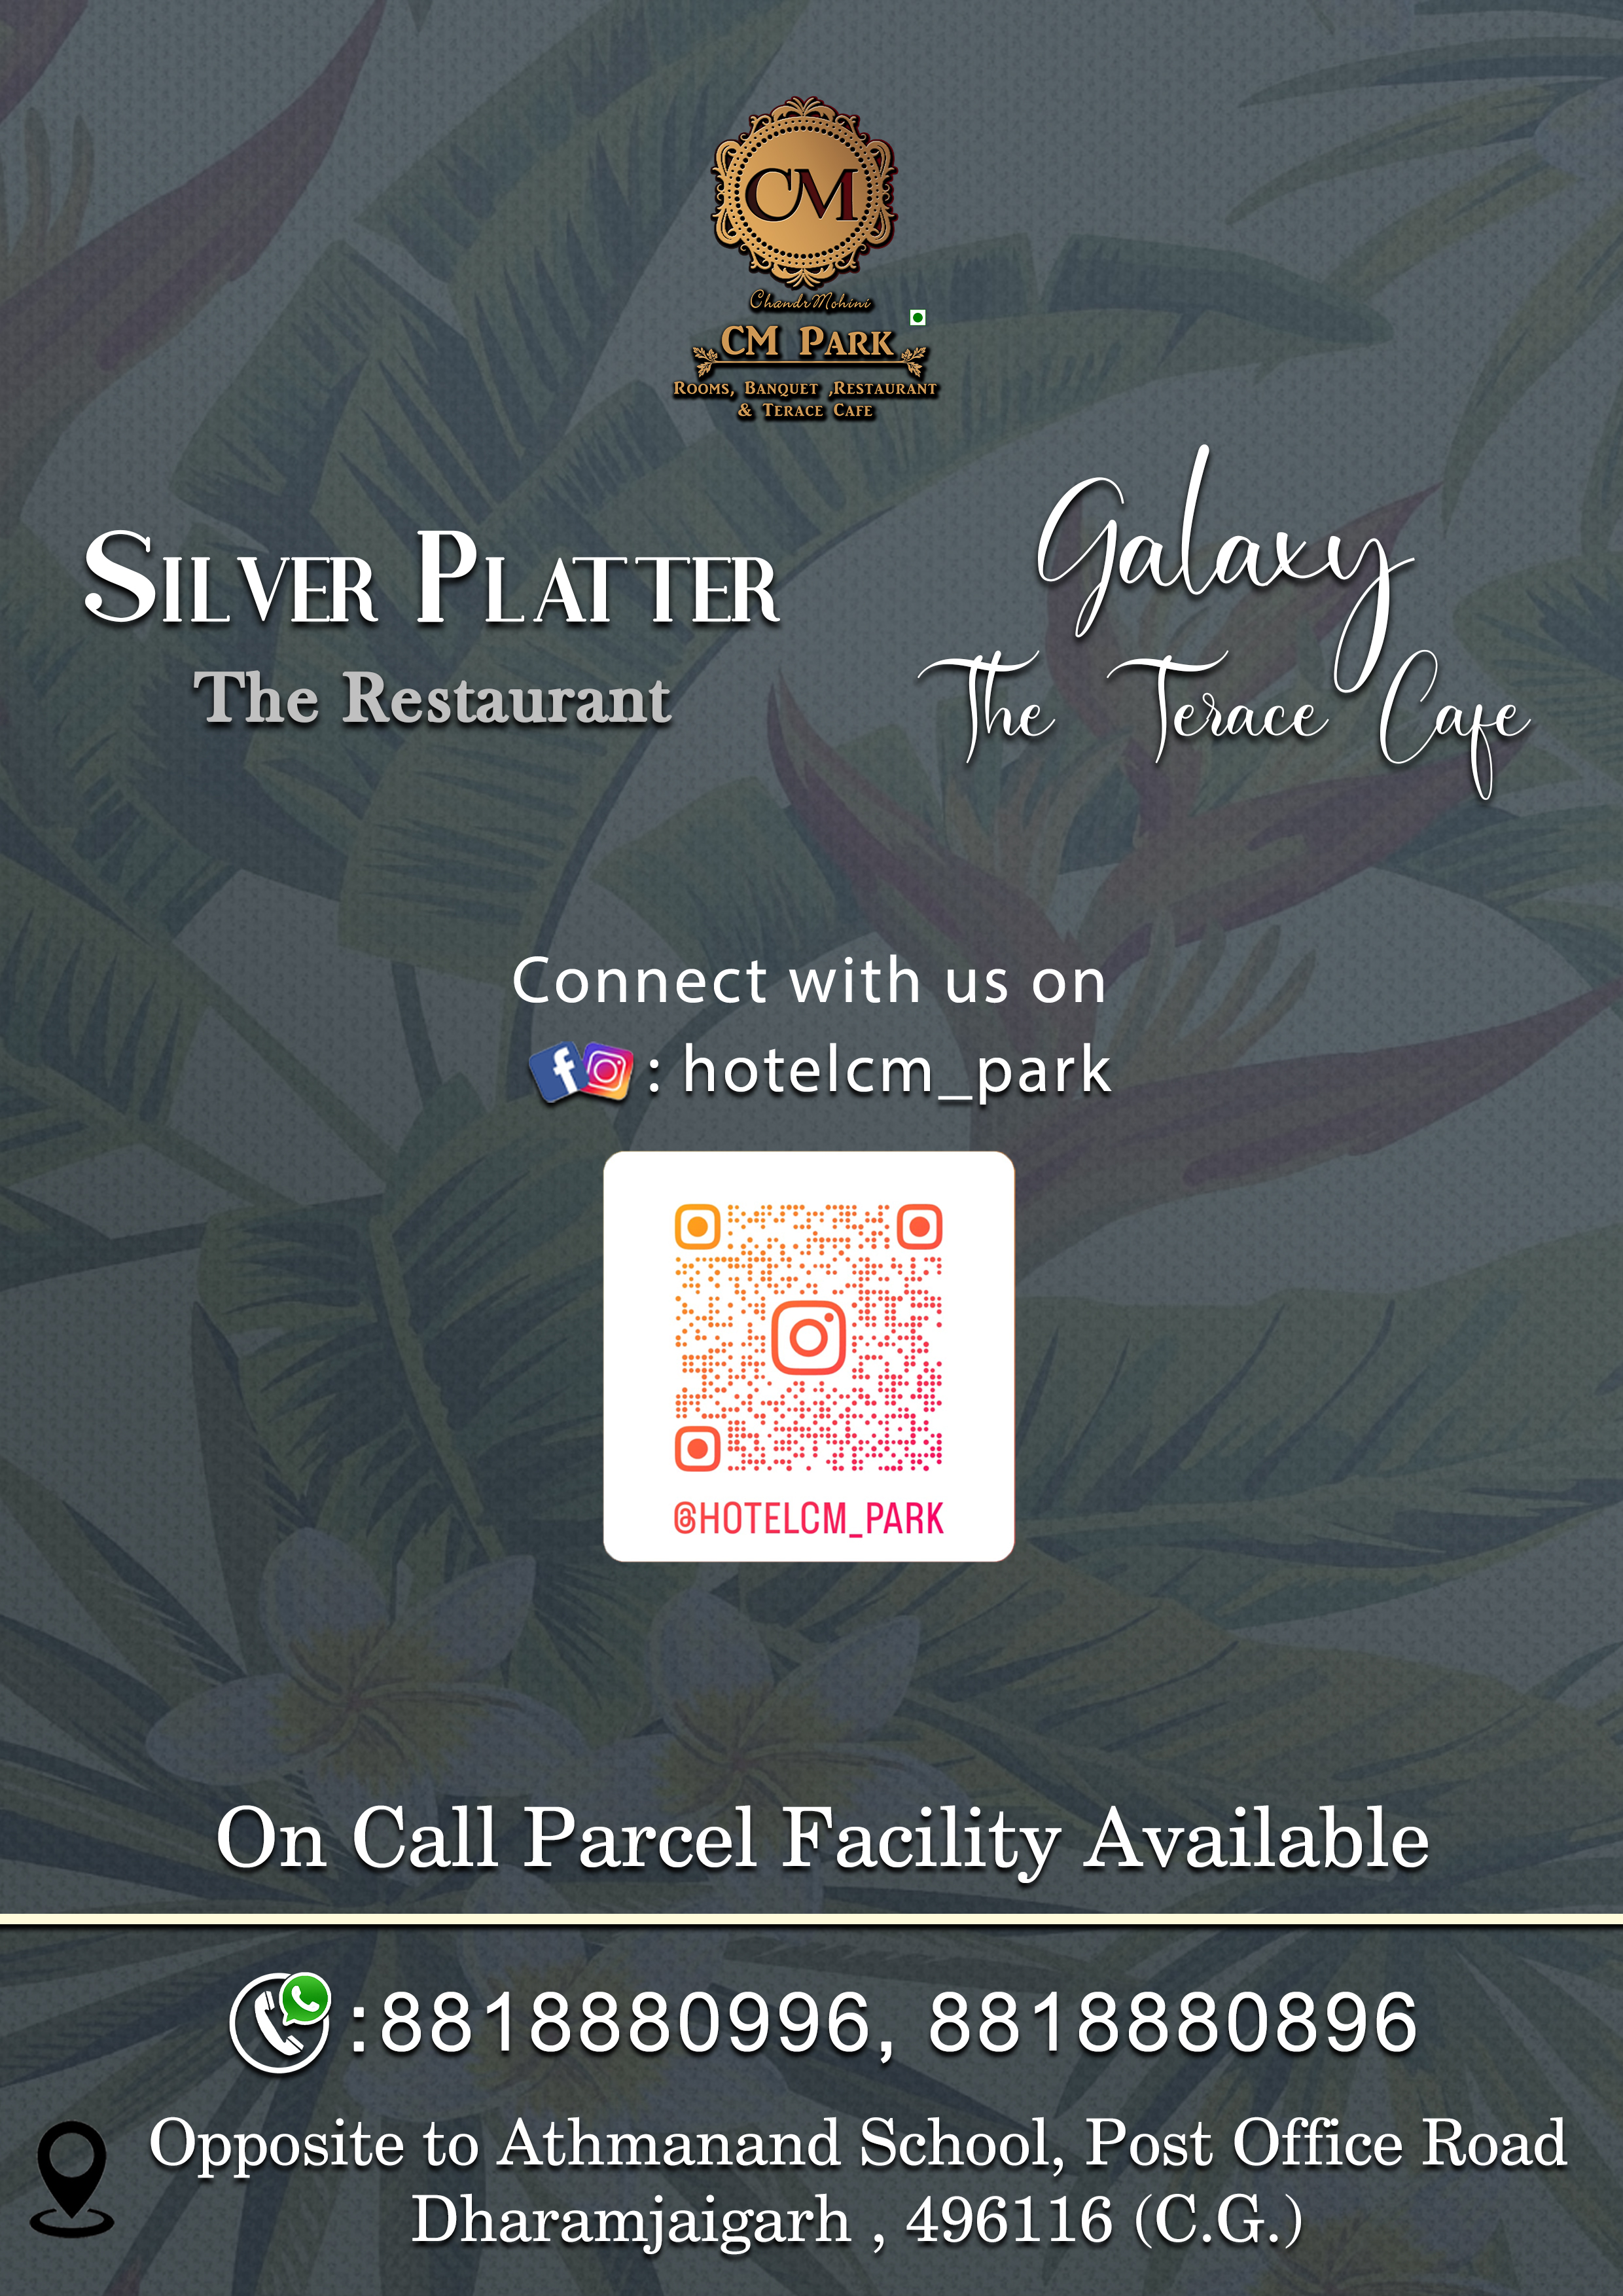 CM
ChandrMohini
CM Park
Rooms, Banquet ,Restaurant
& Terace Cafe
Silver Platter
The Restaurant
Galaxy
The Terace Cafe
Connect with us on
: hotelcm_park
@HOTELCM_PARK
On Call Parcel Facility Available
:8818880996, 8818880896
Opposite to Athmanand School, Post Office Road
Dharamjaigarh , 496116 (C.G.)